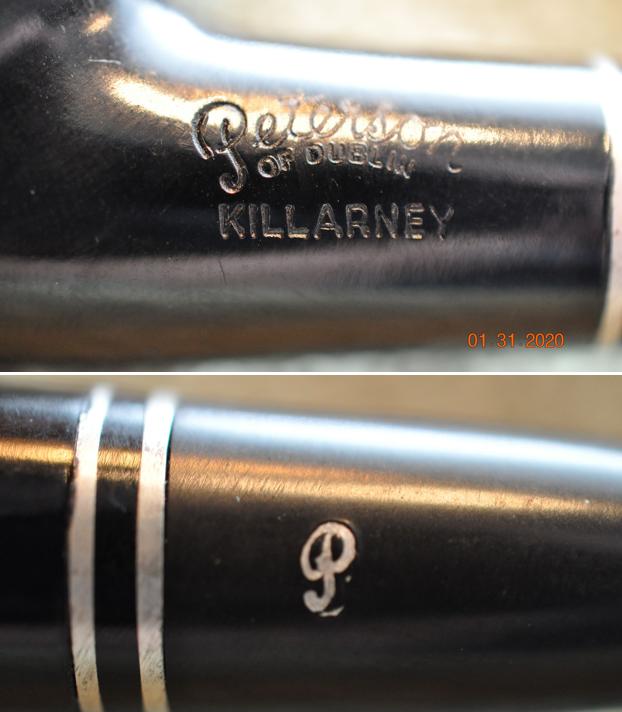 Peterson
OF DUBLIN
KILLARNEY
01 31 2020
P